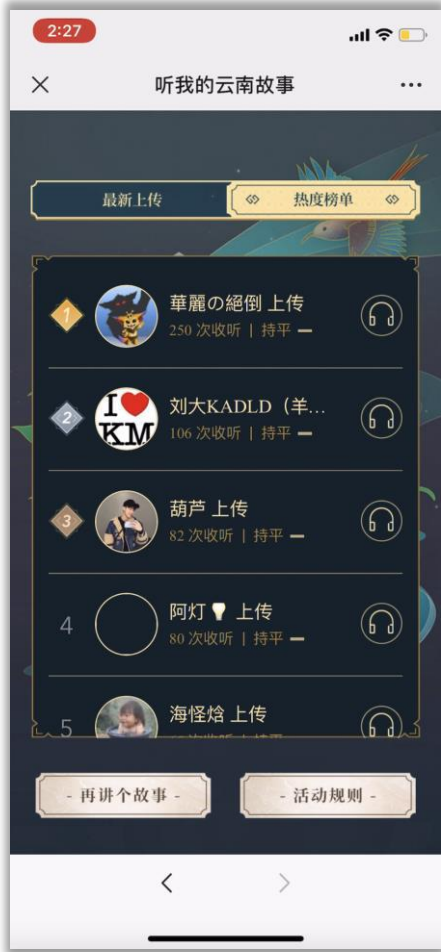 2:27
听我的云南故事
最新上传
热度榜单
1
華麗の絕倒 上传
250 次收听 | 持平
2
I
KM
刘大KADLD（羊...
106 次收听 | 持平
3
葫芦 上传
82 次收听 | 持平
4
阿灯 上传
80 次收听 | 持平
5
海怪焓 上传
- 再讲个故事 -
- 活动规则 -